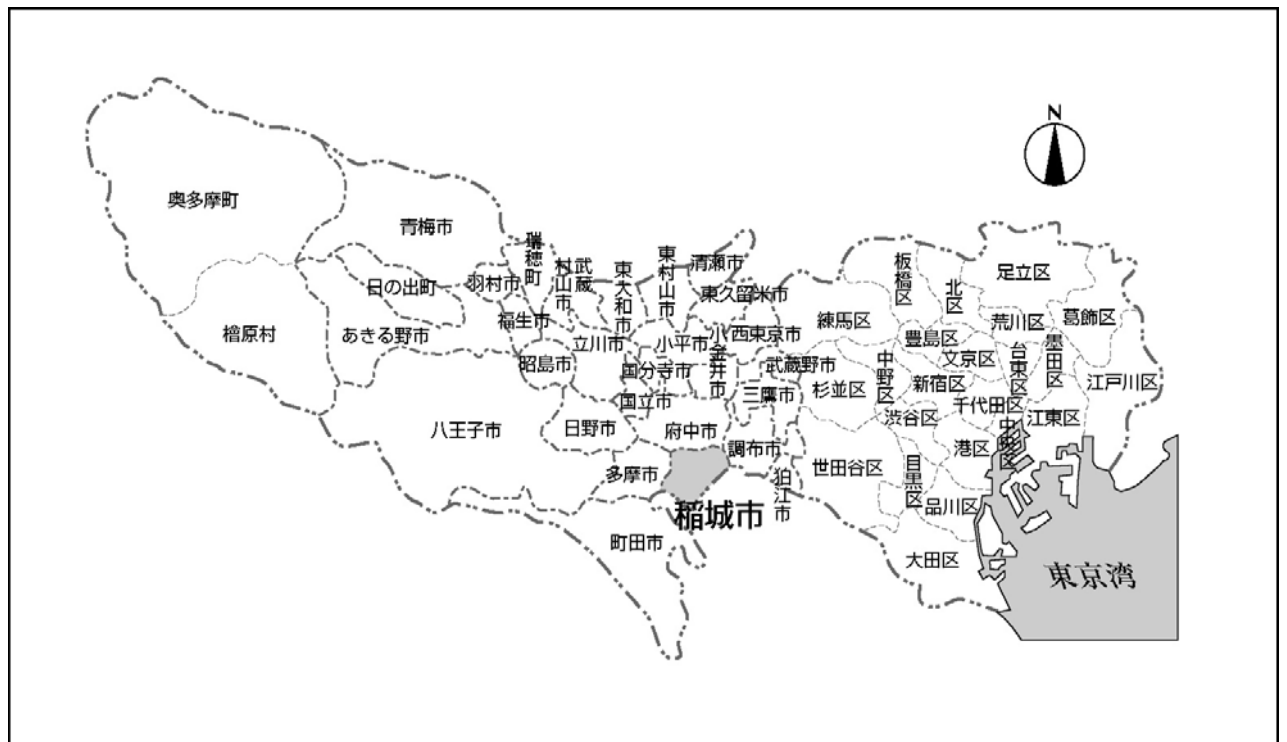 N
奥多摩町
青梅市
瑞穂町
武蔵
村山市
東大和市
東村山市
清瀬市
日の出町
羽村市
東久留米市
板橋区
北区
足立区
檜原村
あきる野市
福生市
立川市
小平市
小金井市
西東京市
練馬区
豊島区
荒川区
葛飾区
昭島市
国分寺市
武蔵野市
中野区
文京区
台東区
墨田区
国立市
三鷹市
杉並区
新宿区
千代田区
江戸川区
八王子市
日野市
府中市
渋谷区
中央区
江東区
多摩市
調布市
狛江市
世田谷区
目黒区
港区
稲城市
品川区
町田市
大田区
東京湾